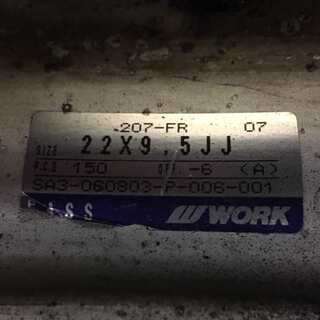 207-FR 07
SIZE 22X9.5JJ
P.C.D 150 OFF. -6 <A>
SA3-060803-P-006-001
WORK